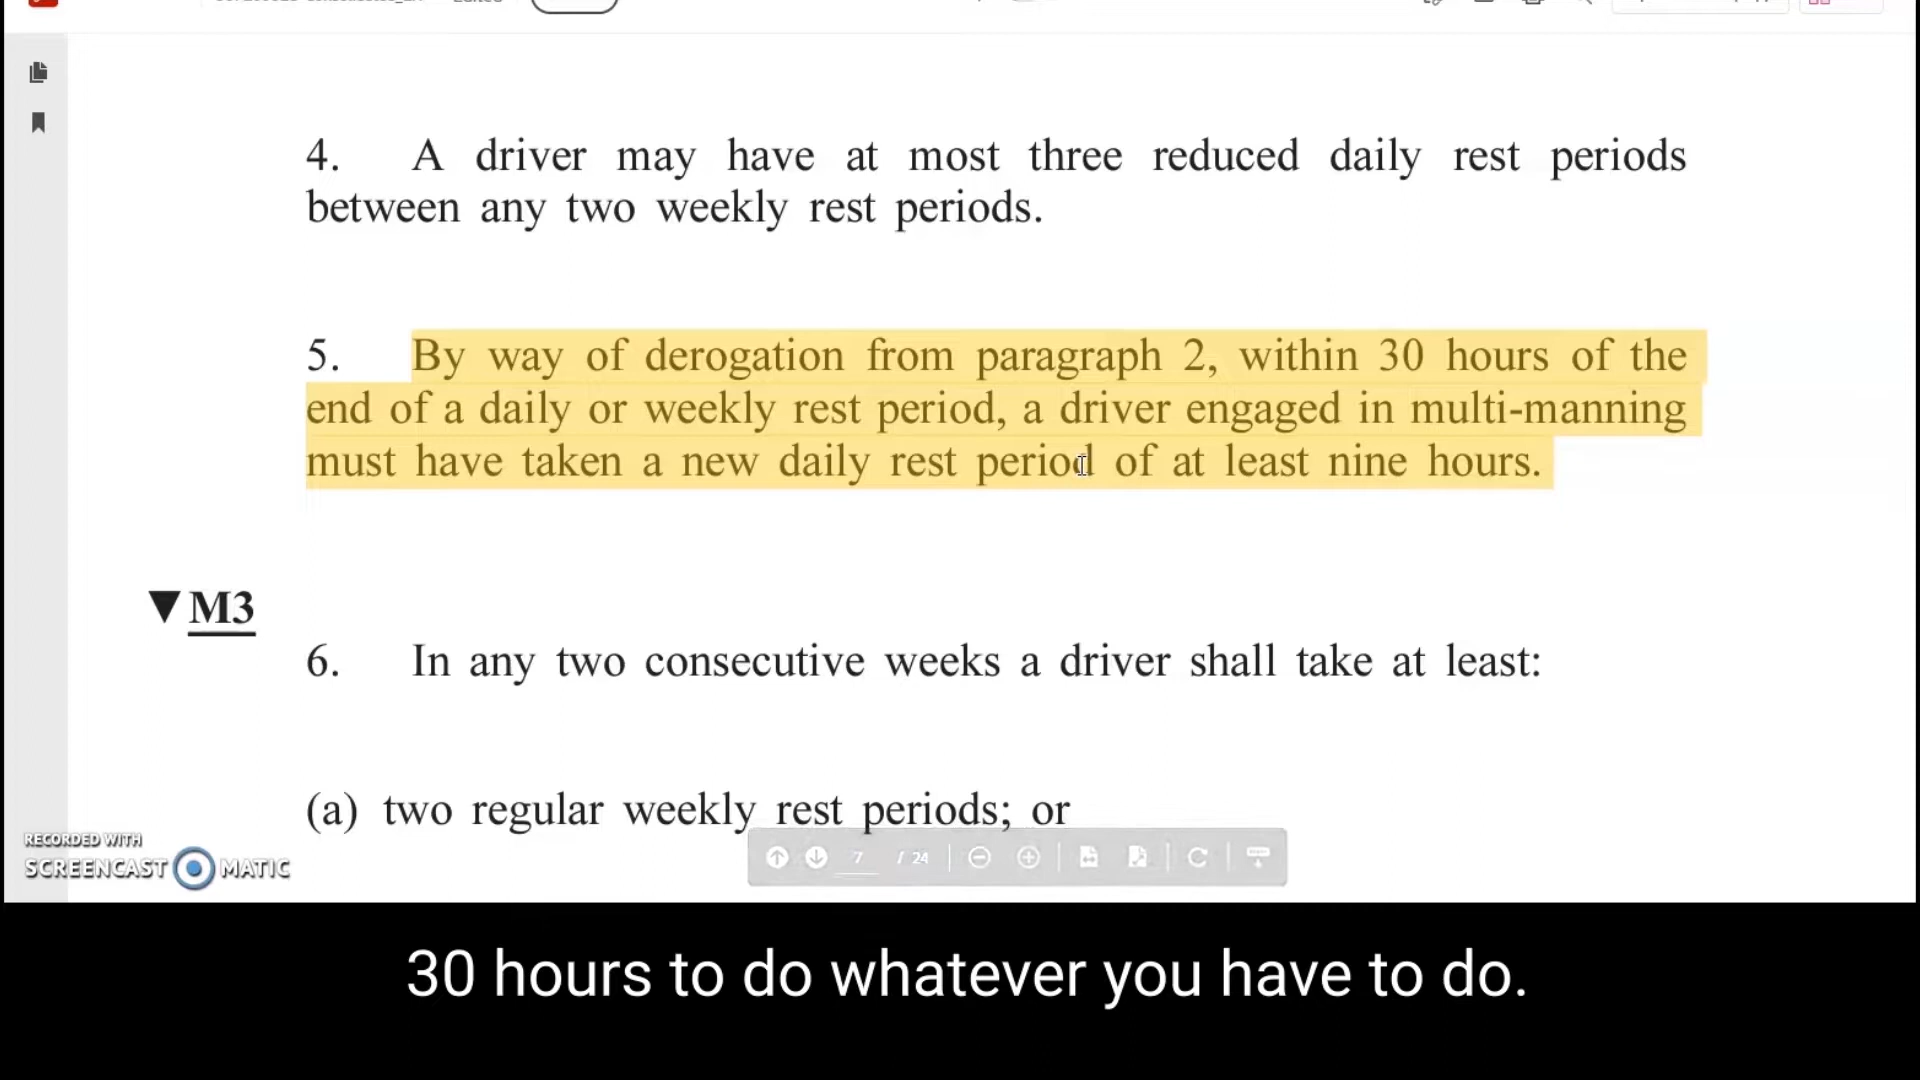 4. A driver may have at most three reduced daily rest periods
between any two weekly rest periods.
5. By way of derogation from paragraph 2, within 30 hours of the
end of a daily or weekly rest period, a driver engaged in multi-manning
must have taken a new daily rest period of at least nine hours.
▼M3
6. In any two consecutive weeks a driver shall take at least:
(a) two regular weekly rest periods; or
7 / 24
RECORDED WITH
SCREENCAST MATIC
30 hours to do whatever you have to do.